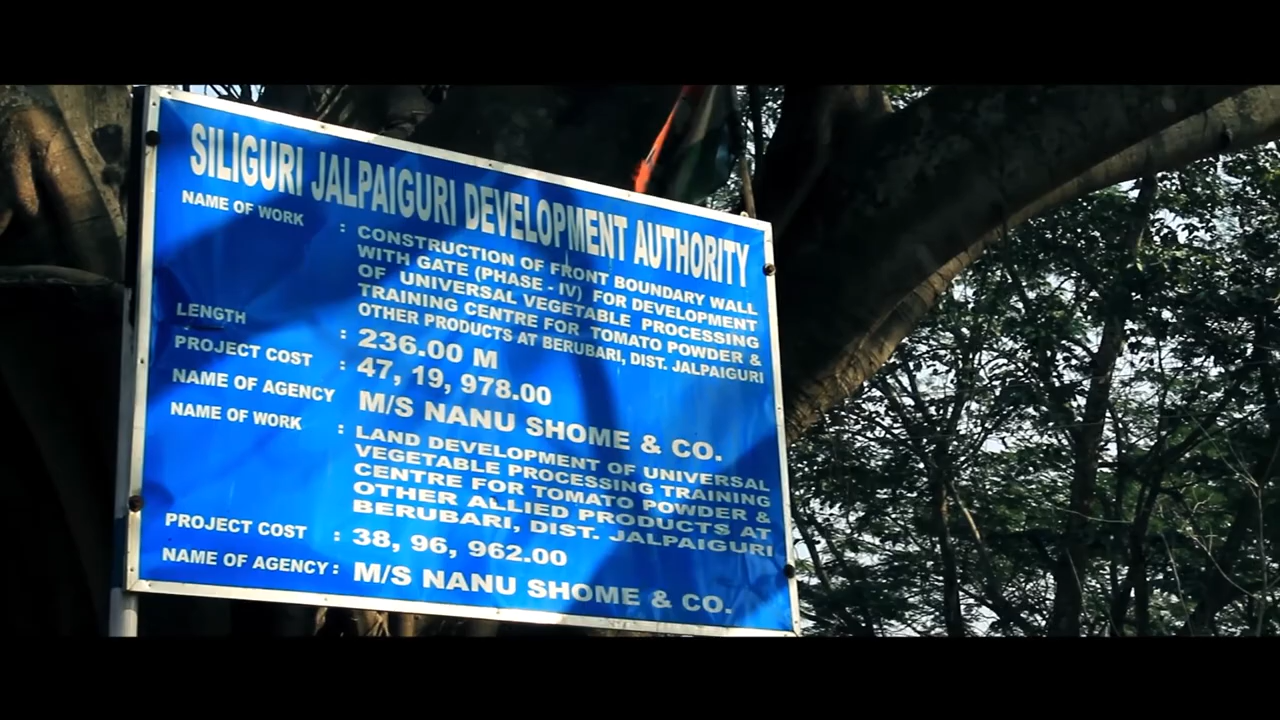 SILIGURI JALPAIGURI DEVELOPMENT AUTHORITY
NAME OF WORK : CONSTRUCTION OF FRONT BOUNDARY WALL
WITH GATE (PHASE - IV) FOR DEVELOPMENT
OF UNIVERSAL VEGETABLE PROCESSING
TRAINING CENTRE FOR TOMATO POWDER &
OTHER PRODUCTS AT BERUBARI, DIST. JALPAIGURI
LENGTH : 236.00 M
PROJECT COST : 47, 19, 978.00
NAME OF AGENCY M/S NANU SHOME & CO.
NAME OF WORK : LAND DEVELOPMENT OF UNIVERSAL
VEGETABLE PROCESSING TRAINING
CENTRE FOR TOMATO POWDER &
OTHER ALLIED PRODUCTS AT
BERUBARI, DIST. JALPAIGURI
PROJECT COST : 38, 96, 962.00
NAME OF AGENCY : M/S NANU SHOME & CO.